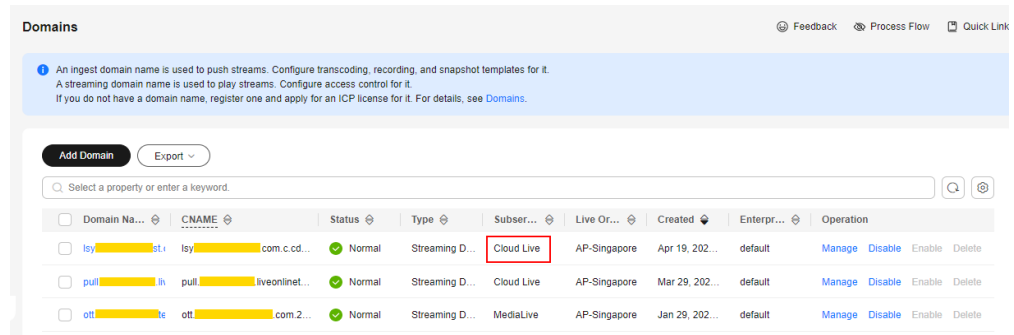 Domains
Feedback Process Flow Quick Link
An ingest domain name is used to push streams. Configure transcoding, recording, and snapshot templates for it.
A streaming domain name is used to play streams. Configure access control for it.
If you do not have a domain name, register one and apply for an ICP license for it. For details, see Domains.
Add Domain Export
Select a property or enter a keyword.
Domain Na... CNAME Status Type Subser... Live Or... Created Enterpr... Operation
lsy st.c lsy com.c.cd... Normal Streaming D... Cloud Live AP-Singapore Apr 19, 202... default Manage Disable Enable Delete
pull .liv pull. liveonlinet... Normal Streaming D... Cloud Live AP-Singapore Mar 29, 202... default Manage Disable Enable Delete
ott. te ott. .com.2... Normal Streaming D... MediaLive AP-Singapore Jan 29, 202... default Manage Disable Enable Delete